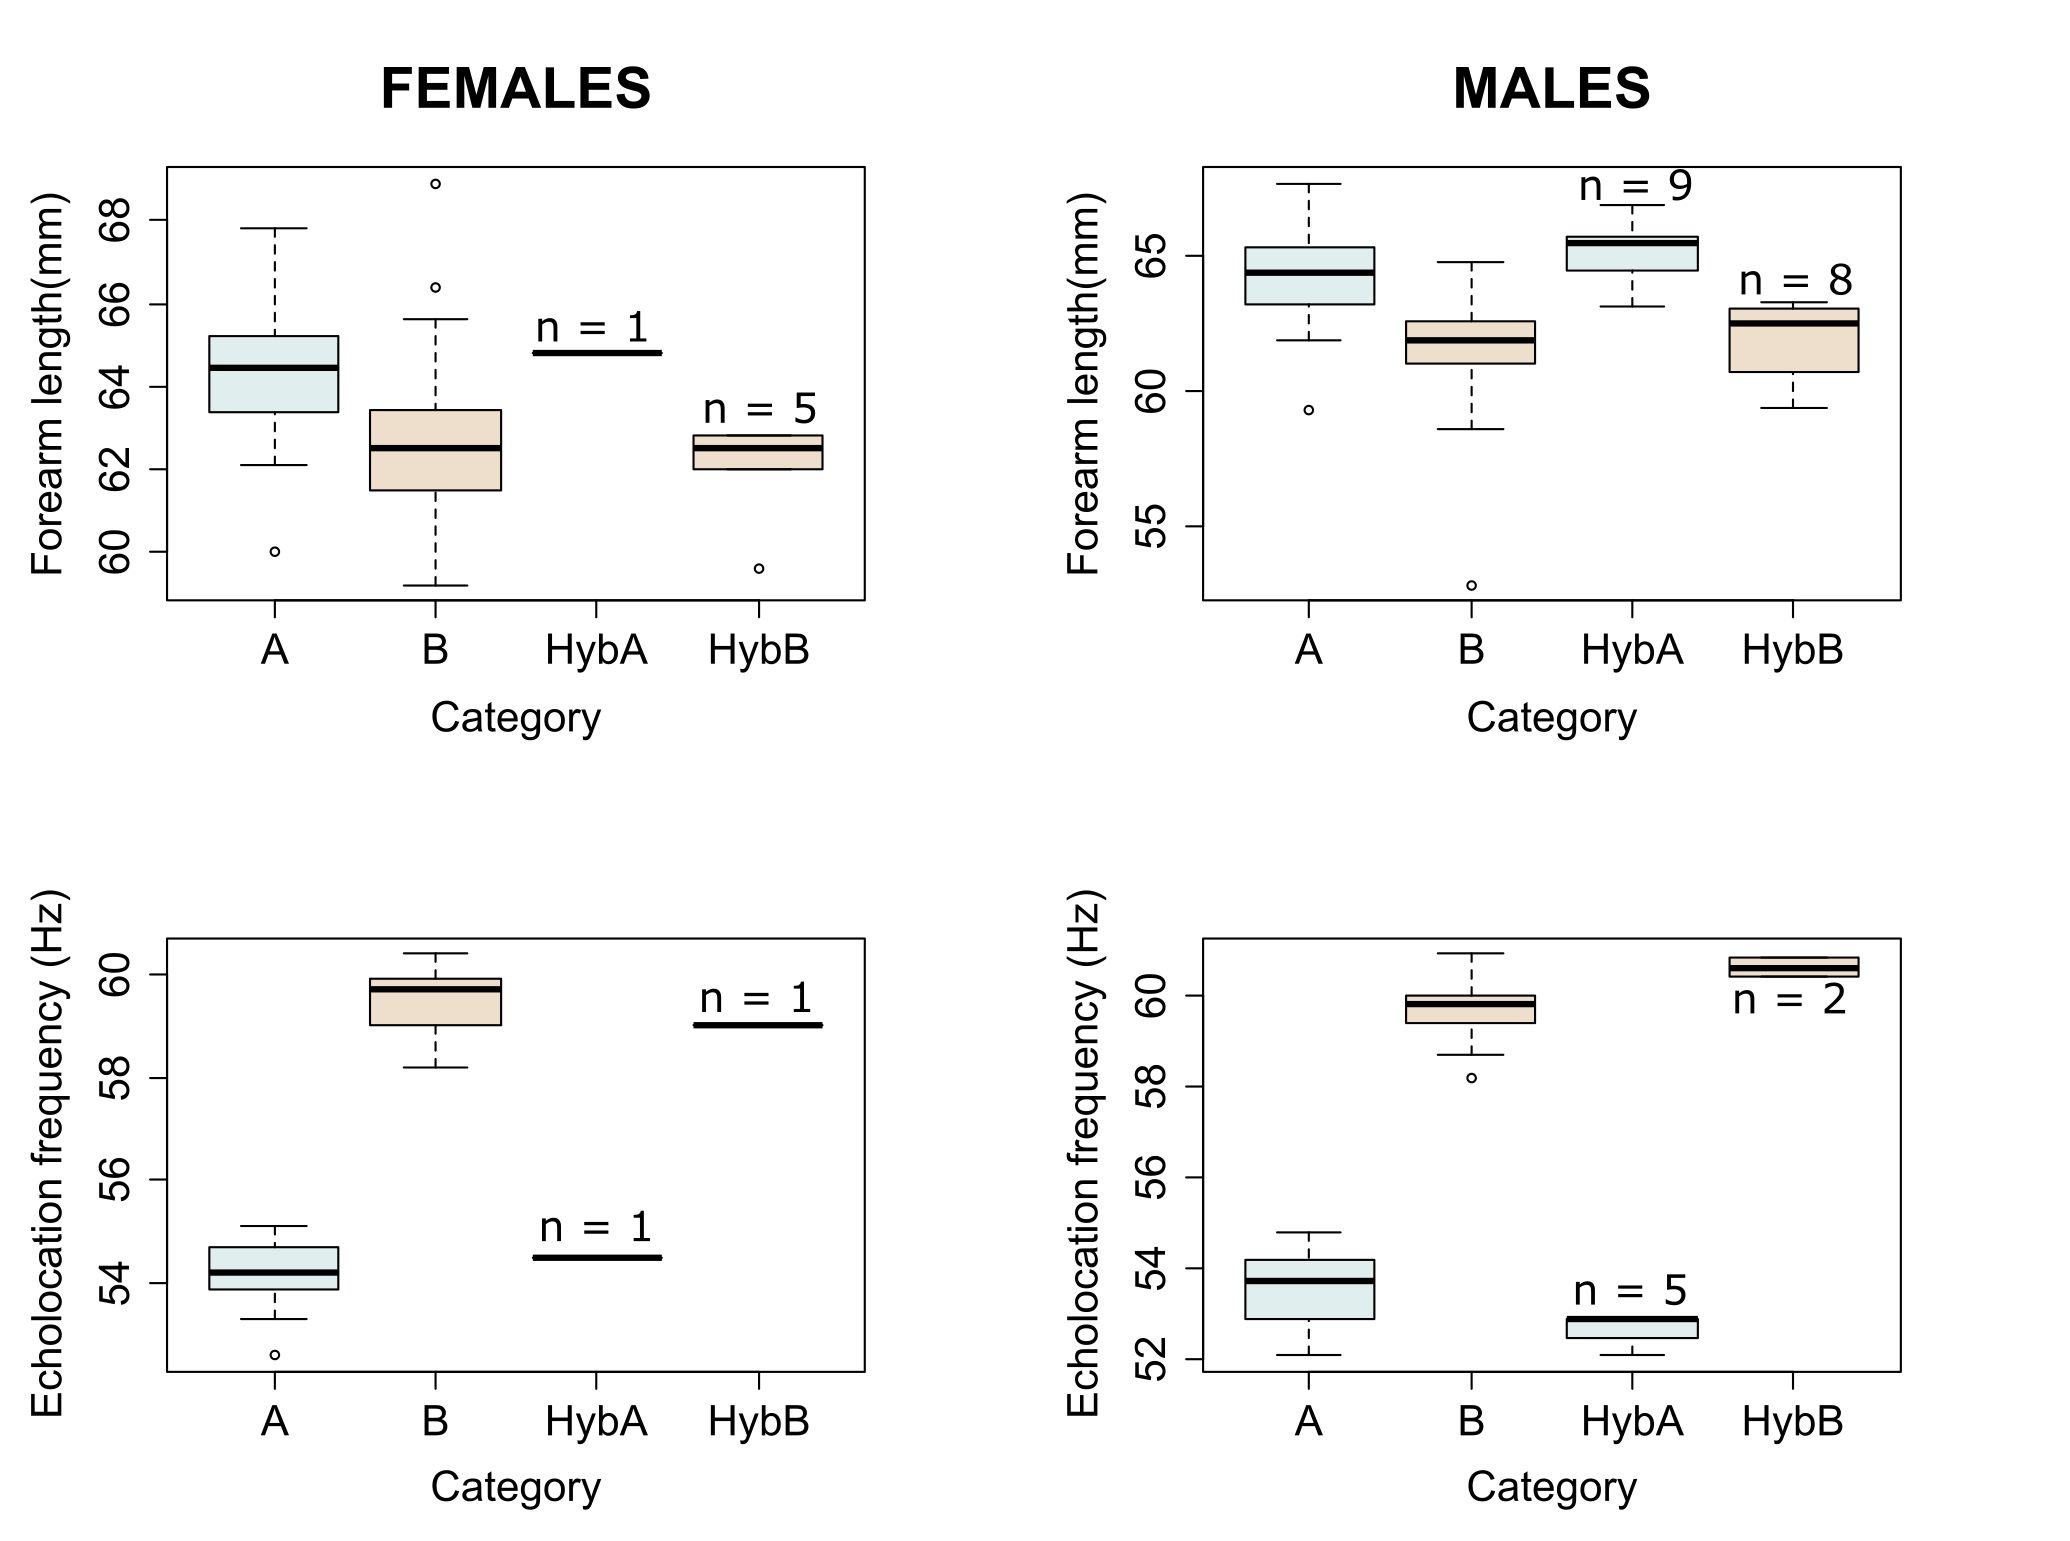 FEMALES
MALES
Forearm length(mm)
68
66
64
62
60
n = 1
n = 5
A B HybA HybB
Category
Forearm length(mm)
65
60
55
n = 9
n = 8
A B HybA HybB
Category
Echolocation frequency (Hz)
60
58
56
54
n = 1
n = 1
A B HybA HybB
Category
Echolocation frequency (Hz)
60
58
56
54
52
n = 2
n = 5
A B HybA HybB
Category